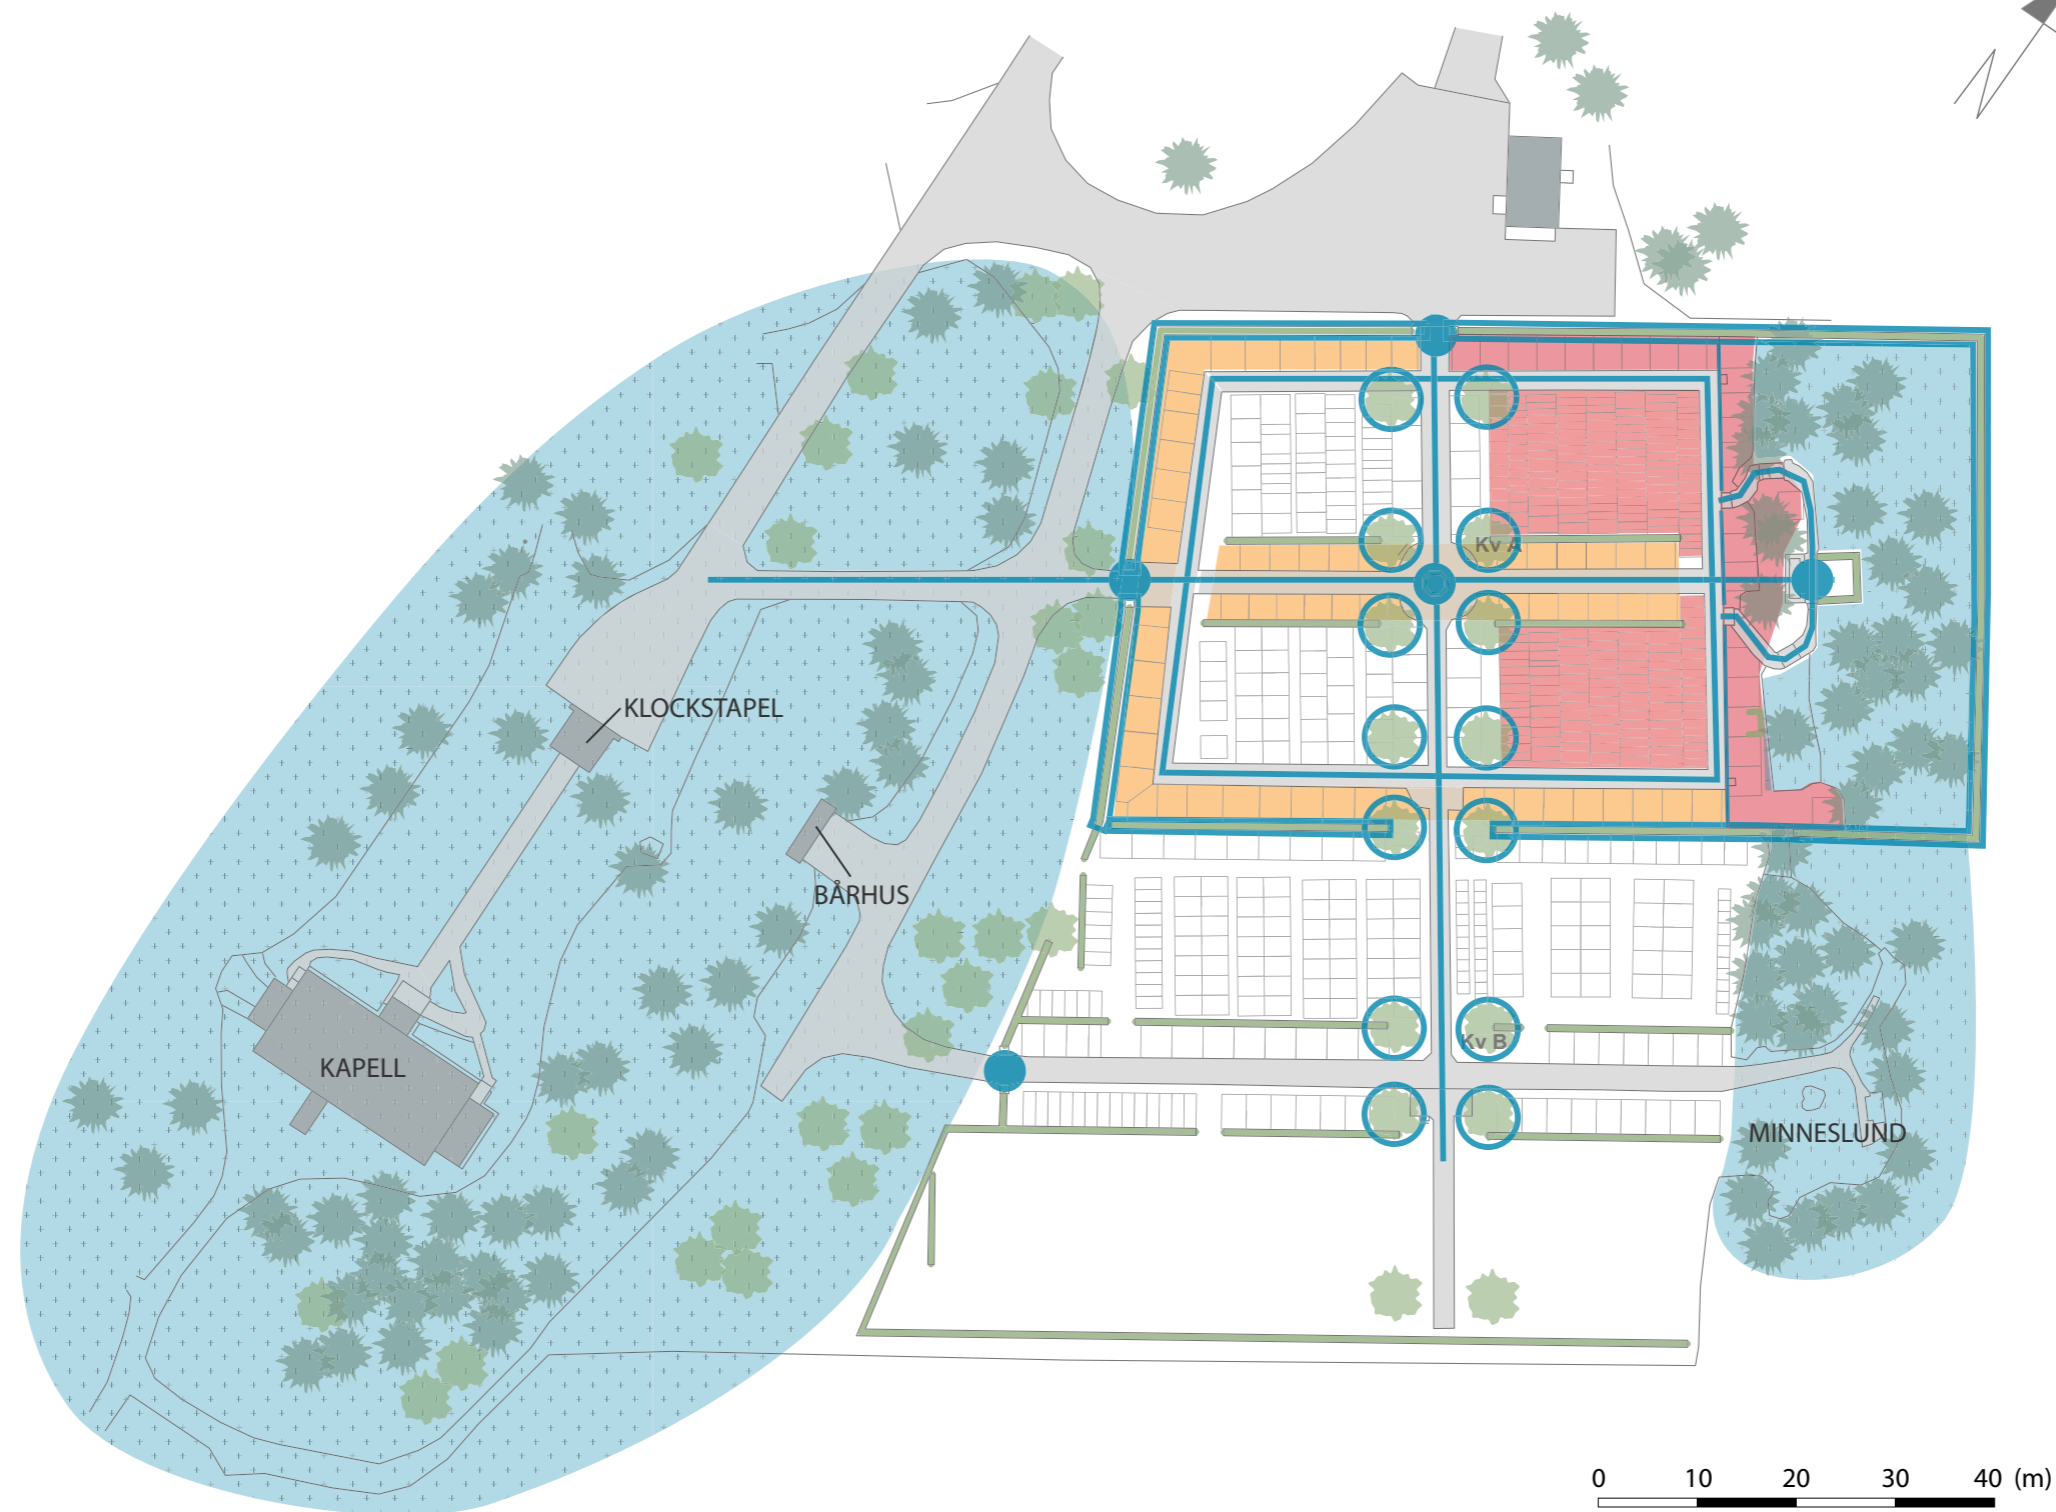 Kv A
KLOCKSTAPEL
BÅRHUS
Kv B
KAPELL
MINNESLUND
0 10 20 30 40 (m)